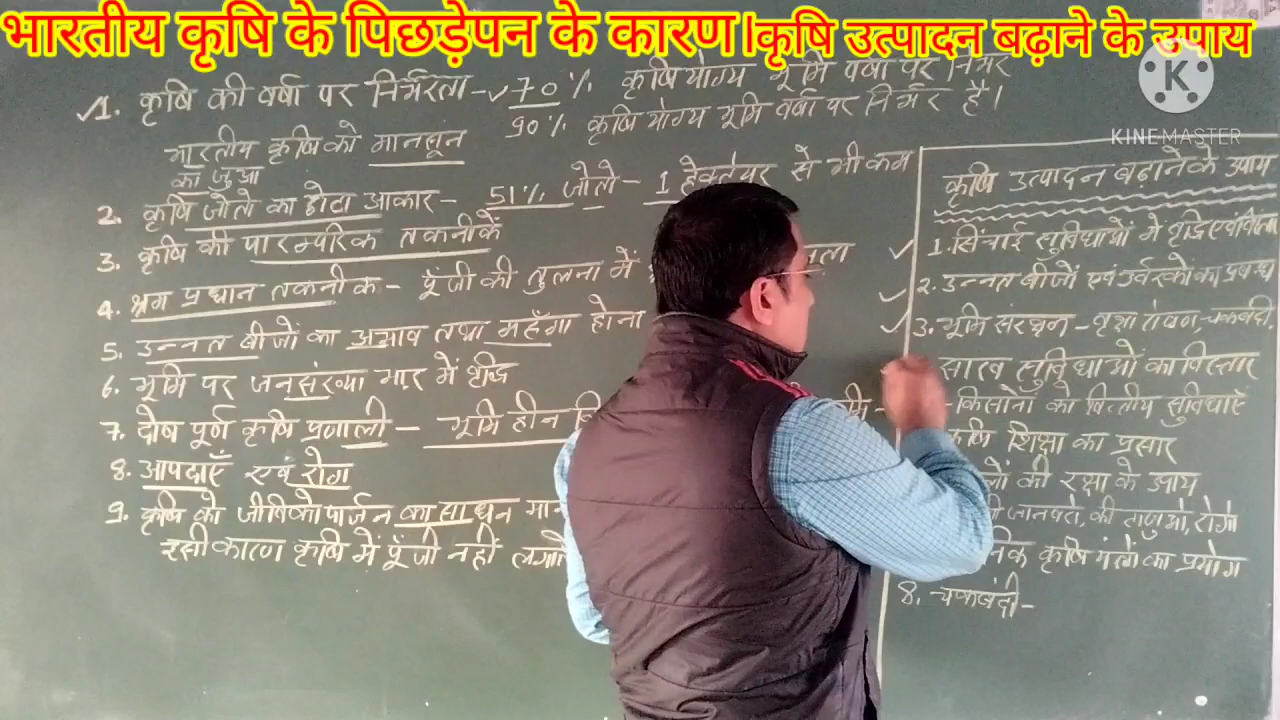 भारतीय कृषि के पिछड़ेपन के कारण।कृषि उत्पादन बढ़ाने के उपाय
KINEMASTER
1. कृषि की वर्षा पर निर्भरता - 70% कृषि योग्य भूमि वर्षा पर निर्भर
90% कृषि योग्य भूमि वर्षा पर निर्भर है।
भारतीय कृषि को मानसून
का जुआ
2. कृषि जोतो का छोटा आकार - 51% जोते - 1 हेक्टेयर से भी कम
3. कृषि की पारम्परिक तकनीकें
4. श्रम प्रधान तकनीक - पूँजी की तुलना में
5. उन्नत बीजों का अभाव तथा महँगा होना
6. भूमि पर जनसंख्या भार में वृद्धि
7. दोष पूर्ण कृषि प्रणाली - भूमि हीन
8. आपदाएँ एवं रोग
9. कृषि को जीविकोपार्जन का साधन
इसी कारण कृषि में पूँजी नहीं
कृषि उत्पादन बढ़ाने के उपाय
1. सिंचाई सुविधाओं में वृद्धि एवं
2. उन्नत बीजों एवं उर्वरकों का प्रबन्ध
3. भूमि संरक्षण - वृक्षा रोपण, चकबंदी.
साख सुविधाओं का विस्तार
- किसानों को वित्तीय सुविधाएँ
कृषि शिक्षा का प्रसार
की रक्षा के उपाय
जानवरो, कीटाणुओ, रोगो
कृषि यंत्रों का प्रयोग
8. चकबंदी -